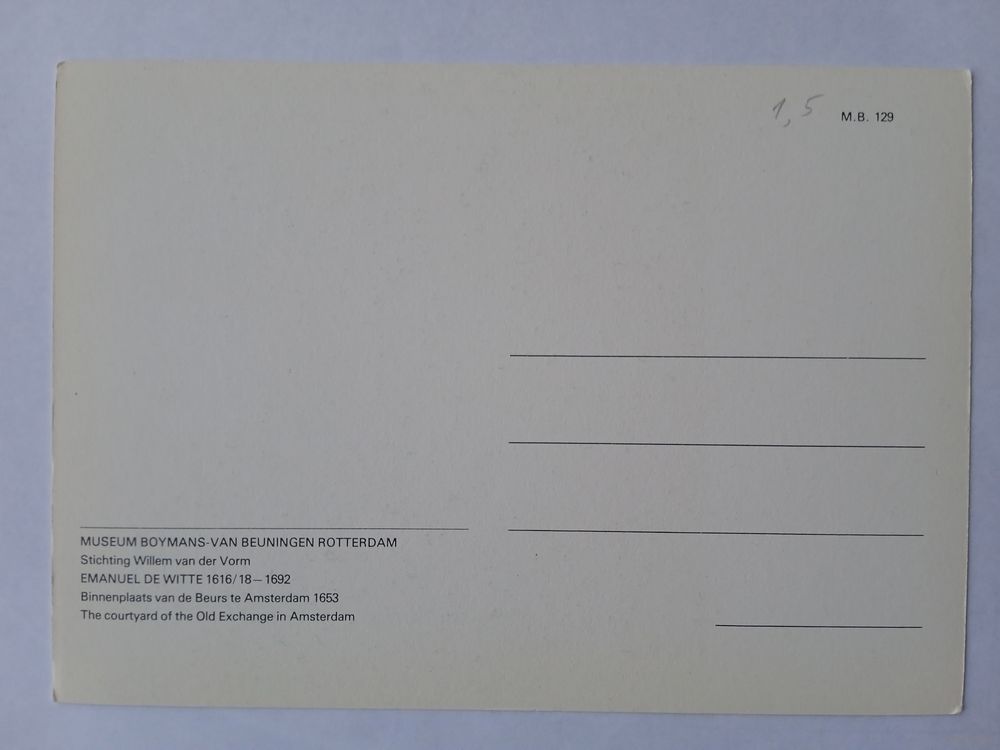 1,5 M.B. 129
MUSEUM BOYMANS-VAN BEUNINGEN ROTTERDAM
Stichting Willem van der Vorm
EMANUEL DE WITTE 1616/18–1692
Binnenplaats van de Beurs te Amsterdam 1653
The courtyard of the Old Exchange in Amsterdam